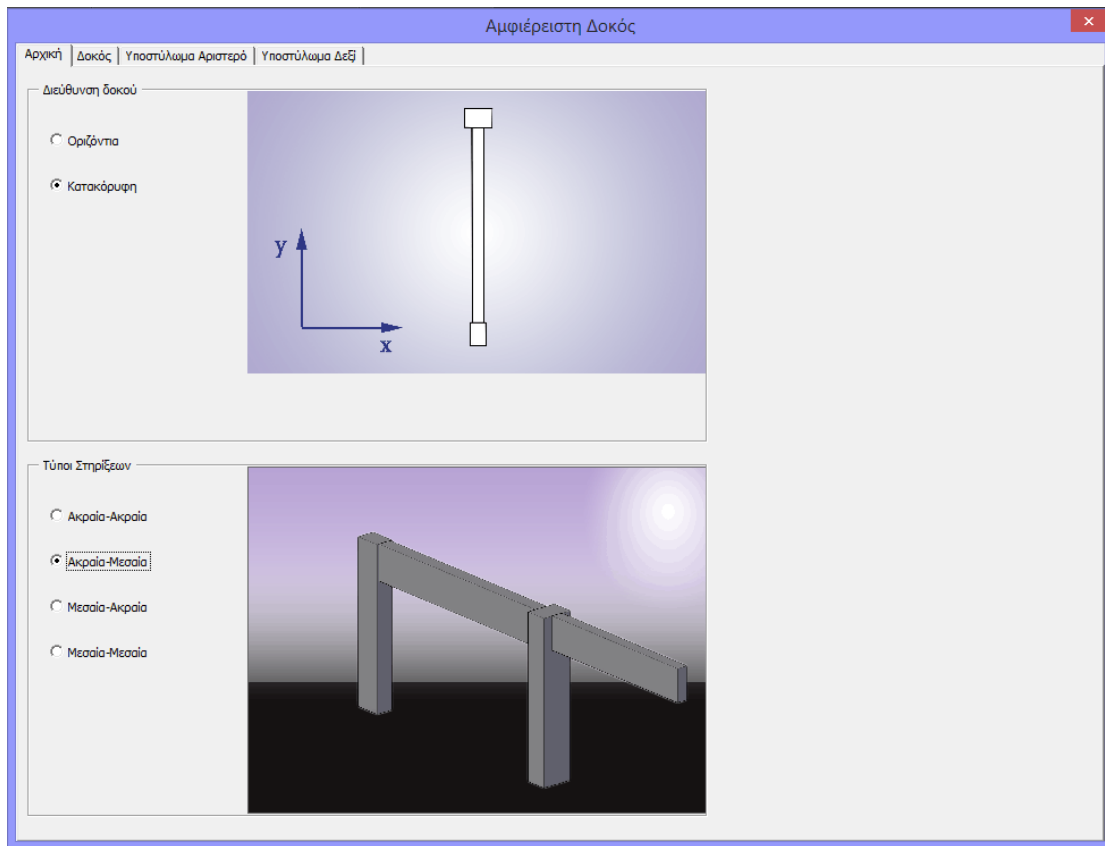 Αμφιέρειστη Δοκός
Αρχική Δοκός Υποστύλωμα Αριστερό Υποστύλωμα Δεξί
Διεύθυνση δοκού
Οριζόντια
Κατακόρυφη
y
x
Τύποι Στηρίξεων
Ακραία-Ακραία
Ακραία-Μεσαία
Μεσαία-Ακραία
Μεσαία-Μεσαία